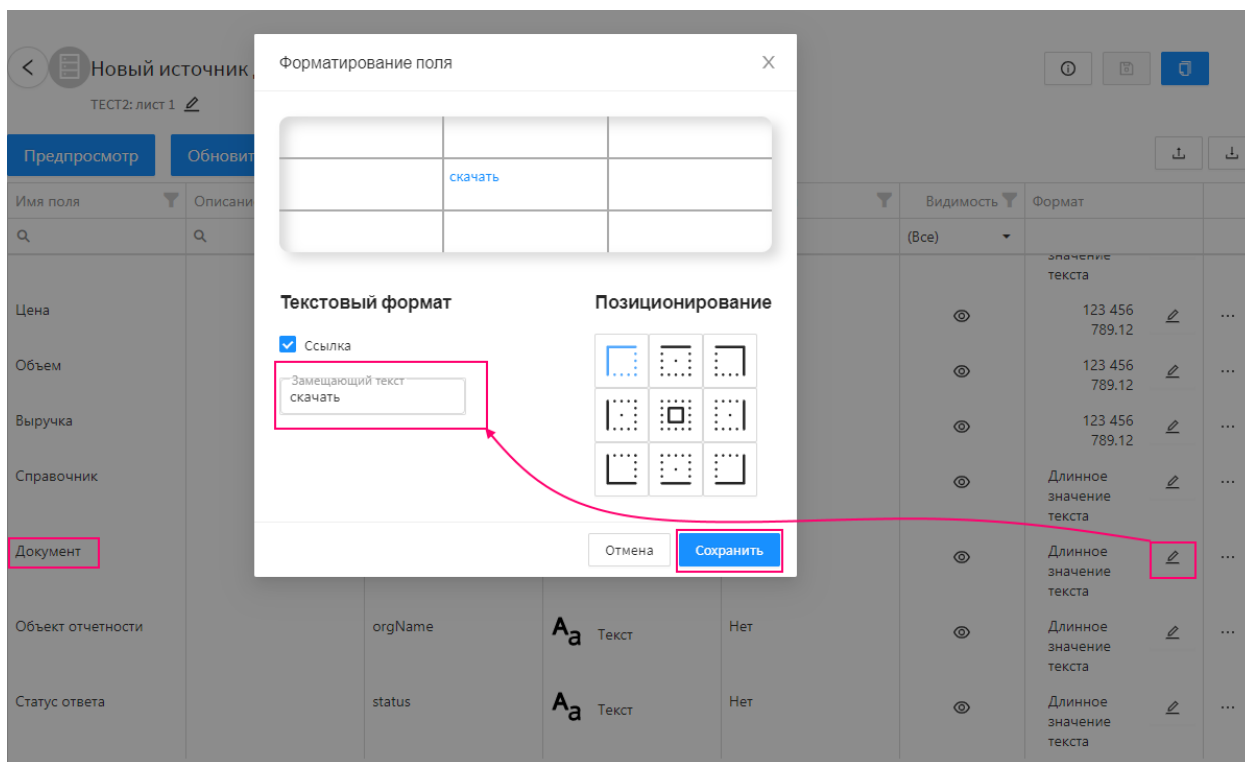 Новый источник
ТЕСТ2: лист 1
Форматирование поля
Предпросмотр
Обновит
скачать
Имя поля
Описани
Видимость
Формат
(Все)
значение
текста
Текстовый формат
Позиционирование
Ссылка
Замещающий текст
скачать
Отмена
Сохранить
Цена
123 456
789.12
Объем
123 456
789.12
Выручка
123 456
789.12
Справочник
Длинное
значение
текста
Документ
Длинное
значение
текста
Объект отчетности
orgName
Аа Текст
Нет
Длинное
значение
текста
Статус ответа
status
Аа Текст
Нет
Длинное
значение
текста